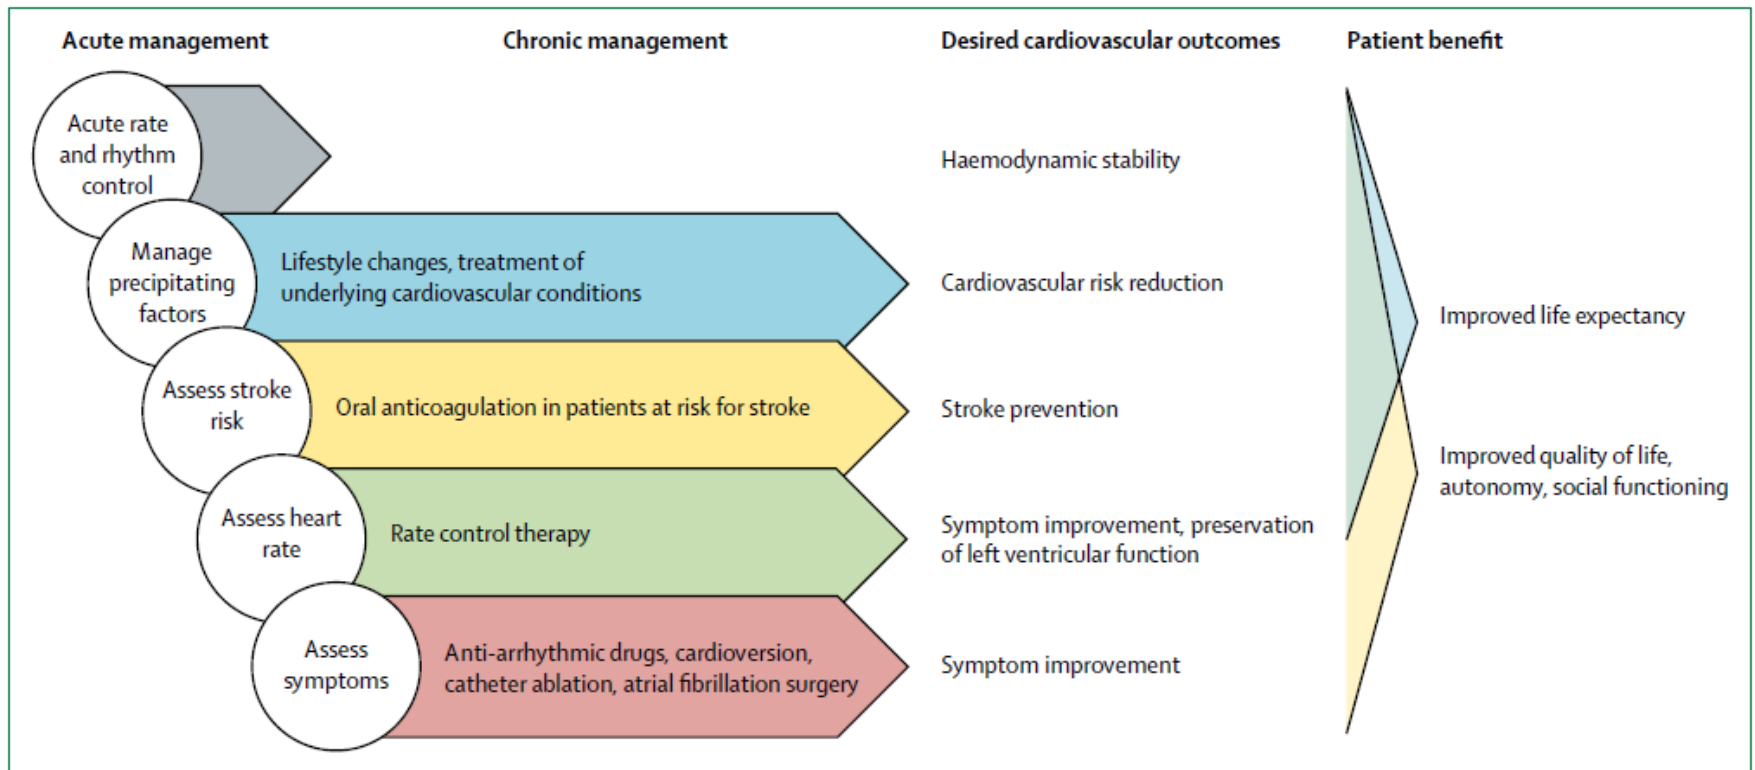 Acute management
Chronic management
Desired cardiovascular outcomes
Patient benefit
Acute rate
and rhythm
control
Haemodynamic stability
Manage
precipitating
factors
Lifestyle changes, treatment of
underlying cardiovascular conditions
Cardiovascular risk reduction
Improved life expectancy
Assess stroke
risk
Oral anticoagulation in patients at risk for stroke
Stroke prevention
Improved quality of life,
autonomy, social functioning
Assess heart
rate
Rate control therapy
Symptom improvement, preservation
of left ventricular function
Assess
symptoms
Anti-arrhythmic drugs, cardioversion,
catheter ablation, atrial fibrillation surgery
Symptom improvement